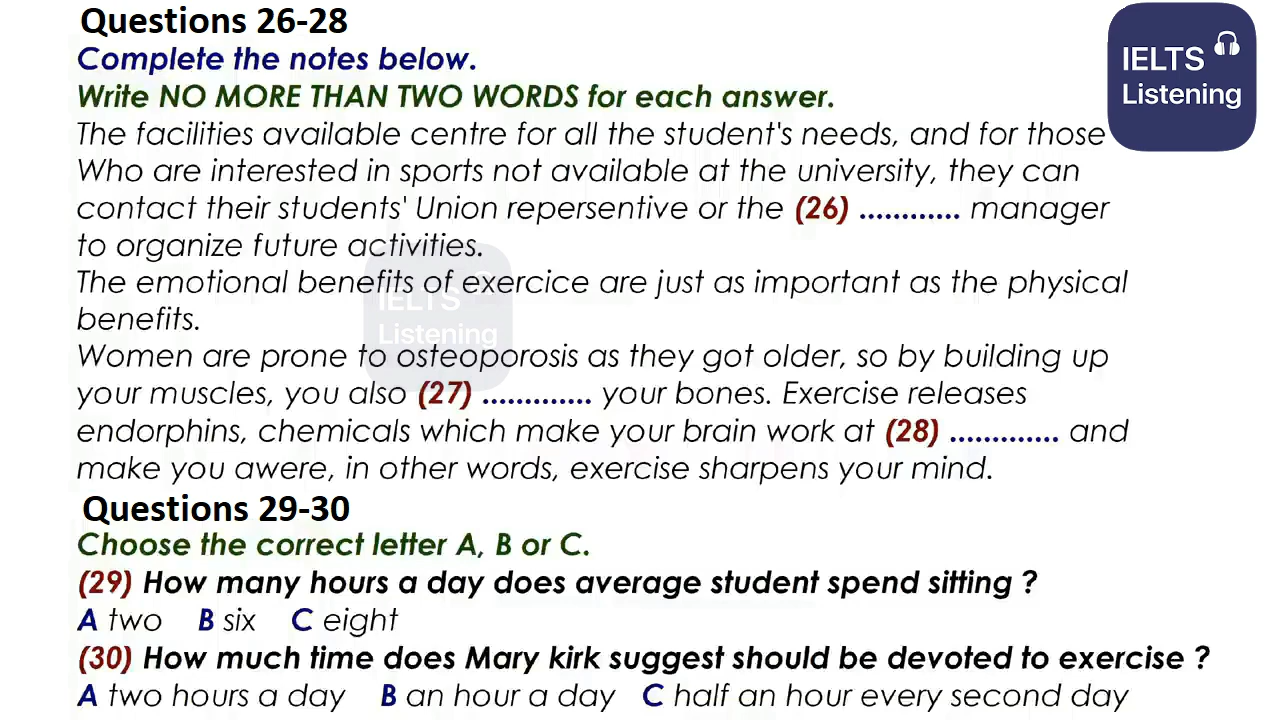 Questions 26-28
IELTS
Listening
Complete the notes below.
Write NO MORE THAN TWO WORDS for each answer.
The facilities available centre for all the student's needs, and for those
Who are interested in sports not available at the university, they can
contact their students' Union repersentive or the (26) ............ manager
to organize future activities.
The emotional benefits of exercice are just as important as the physical
benefits.
IELTS
Listening
Women are prone to osteoporosis as they got older, so by building up
your muscles, you also (27) ............. your bones. Exercise releases
endorphins, chemicals which make your brain work at (28) ............. and
make you awere, in other words, exercise sharpens your mind.
Questions 29-30
Choose the correct letter A, B or C.
(29) How many hours a day does average student spend sitting ?
A two B six C eight
(30) How much time does Mary kirk suggest should be devoted to exercise ?
A two hours a day B an hour a day C half an hour every second day